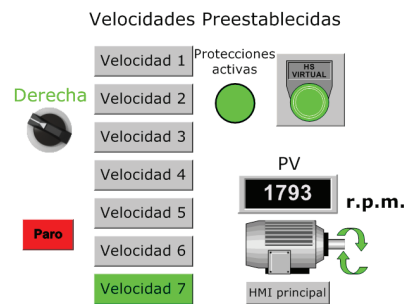 Velocidades Preestablecidas
Velocidad 1
Protecciones
activas
HS
VIRTUAL
Derecha
Velocidad 2
Velocidad 3
Velocidad 4
PV
1793
r.p.m.
Velocidad 5
Paro
Velocidad 6
Velocidad 7
HMI principal